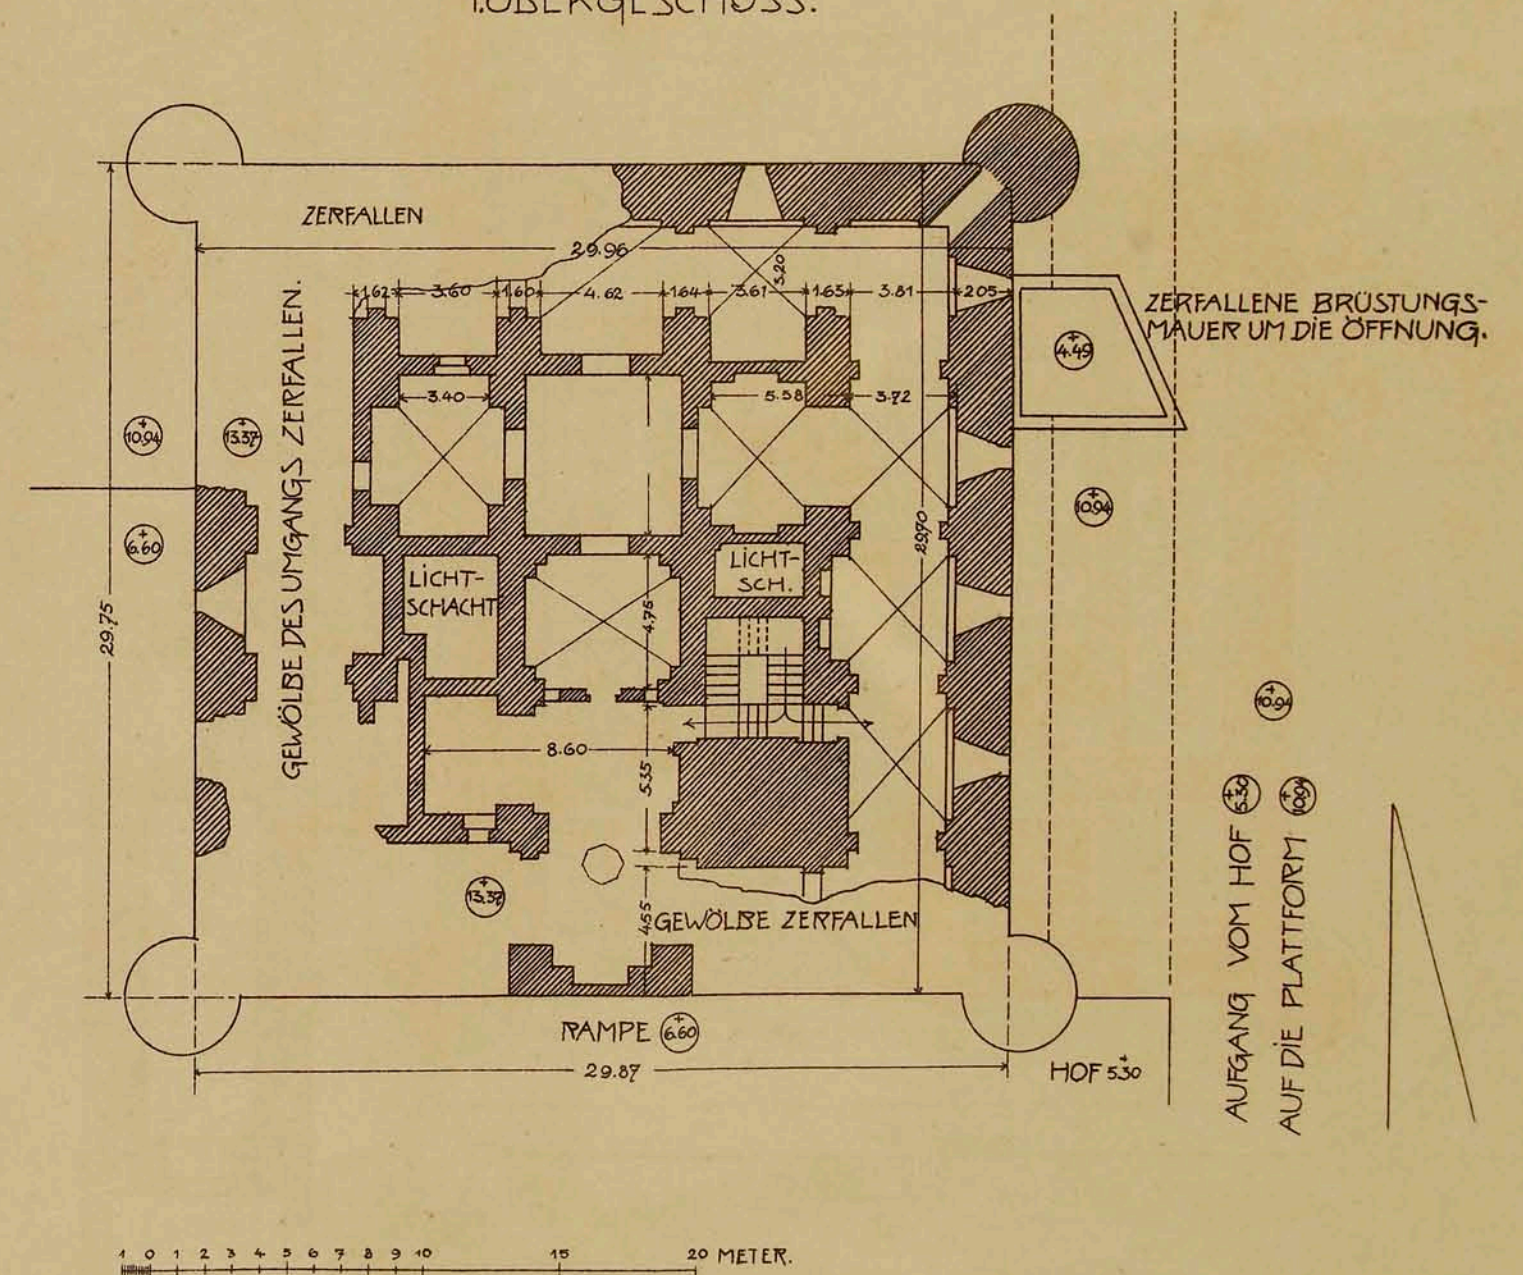 1. OBERGESCHOSS.
ZERFALLEN
29.96
1.62 3.60 1.60 4.62 1.64 3.61 1.63 3.81 2.05
3.20
ZERFALLENE BRÜSTUNGS-
MAUER UM DIE ÖFFNUNG.
+ 4.49
GEWÖLBE DES UMGANGS ZERFALLEN.
3.40
5.58
3.72
+ 10.94
+ 13.37
+ 10.94
+ 6.60
29.70
LICHT-
SCHACHT
LICHT-
SCH.
4.76
29.75
8.60
5.35
+ 10.94
+ 13.37
4.55
GEWÖLBE ZERFALLEN
AUFGANG VOM HOF + 5.30
AUF DIE PLATTFORM + 10.94
RAMPE + 6.60
29.87
HOF + 5.30
1 0 1 2 3 4 5 6 7 8 9 10 15 20 METER.